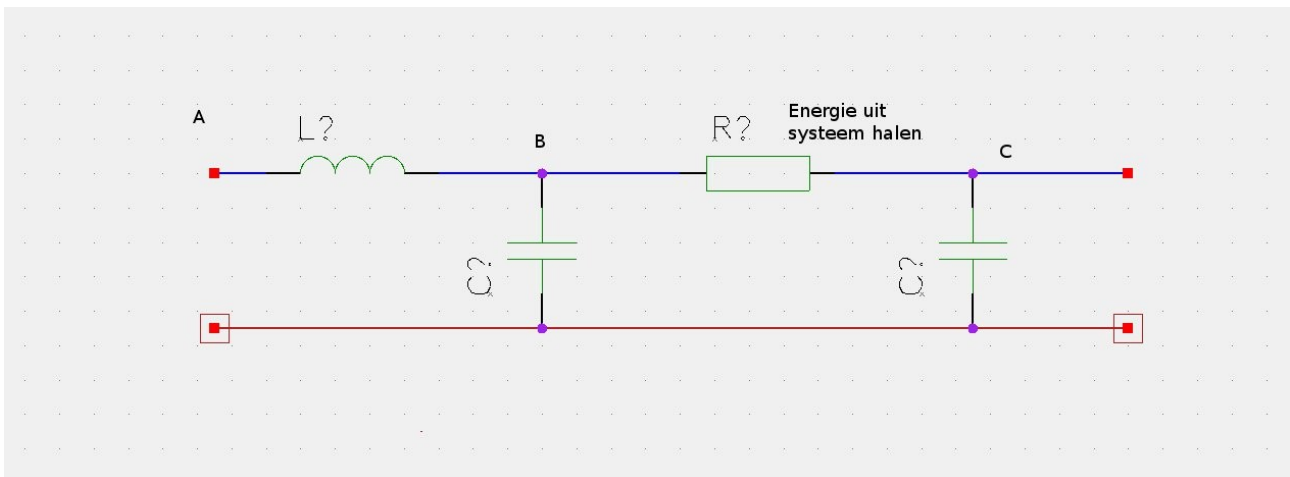 A
L?
B
R?
Energie uit
systeem halen
C
C?
C?